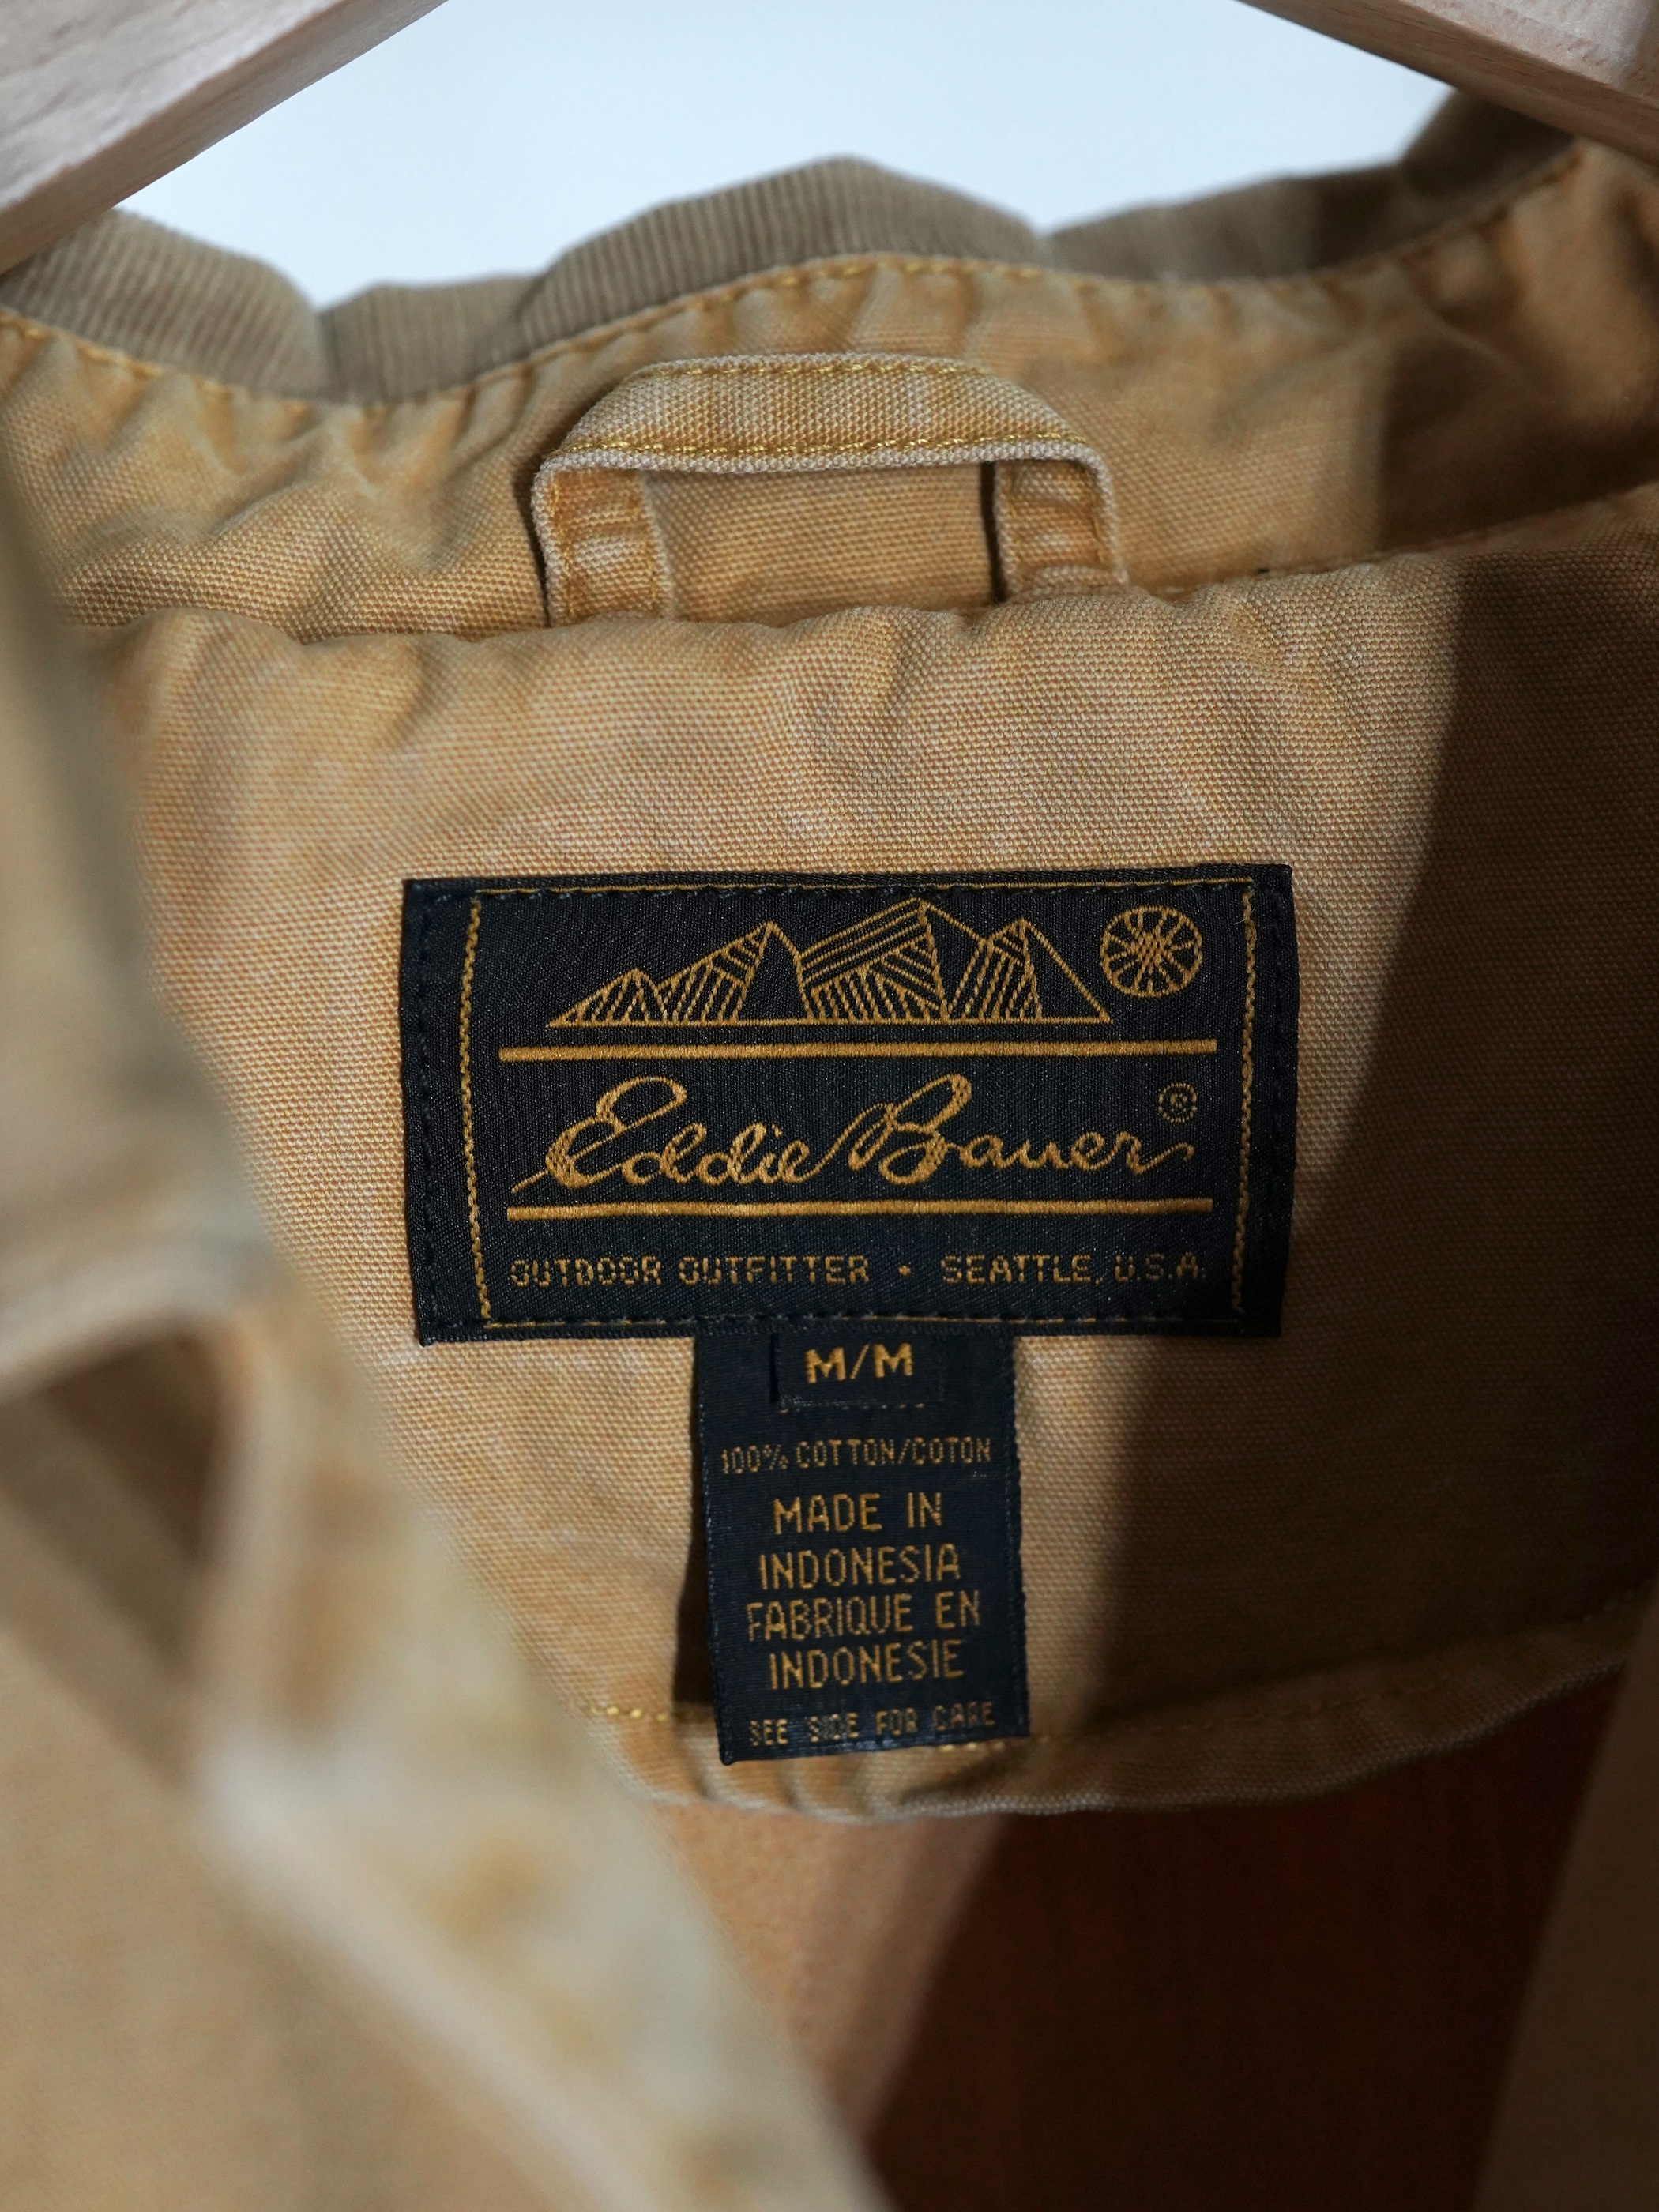 Eddie Bauer ®
OUTDOOR OUTFITTER • SEATTLE, U.S.A.
M/M
100% COTTON/COTON
MADE IN
INDONESIA
FABRIQUE EN
INDONESIE
SEE SIDE FOR CARE